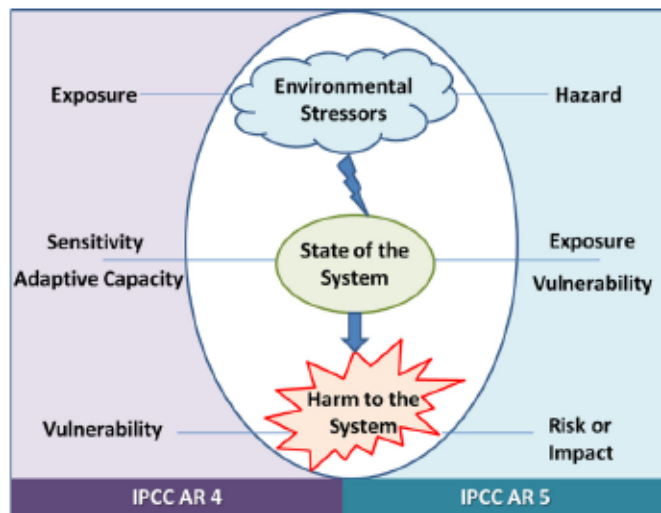 Exposure
Environmental
Stressors
Hazard
Sensitivity
Adaptive Capacity
State of the
System
Exposure
Vulnerability
Vulnerability
Harm to the
System
Risk or
Impact
IPCC AR 4
IPCC AR 5